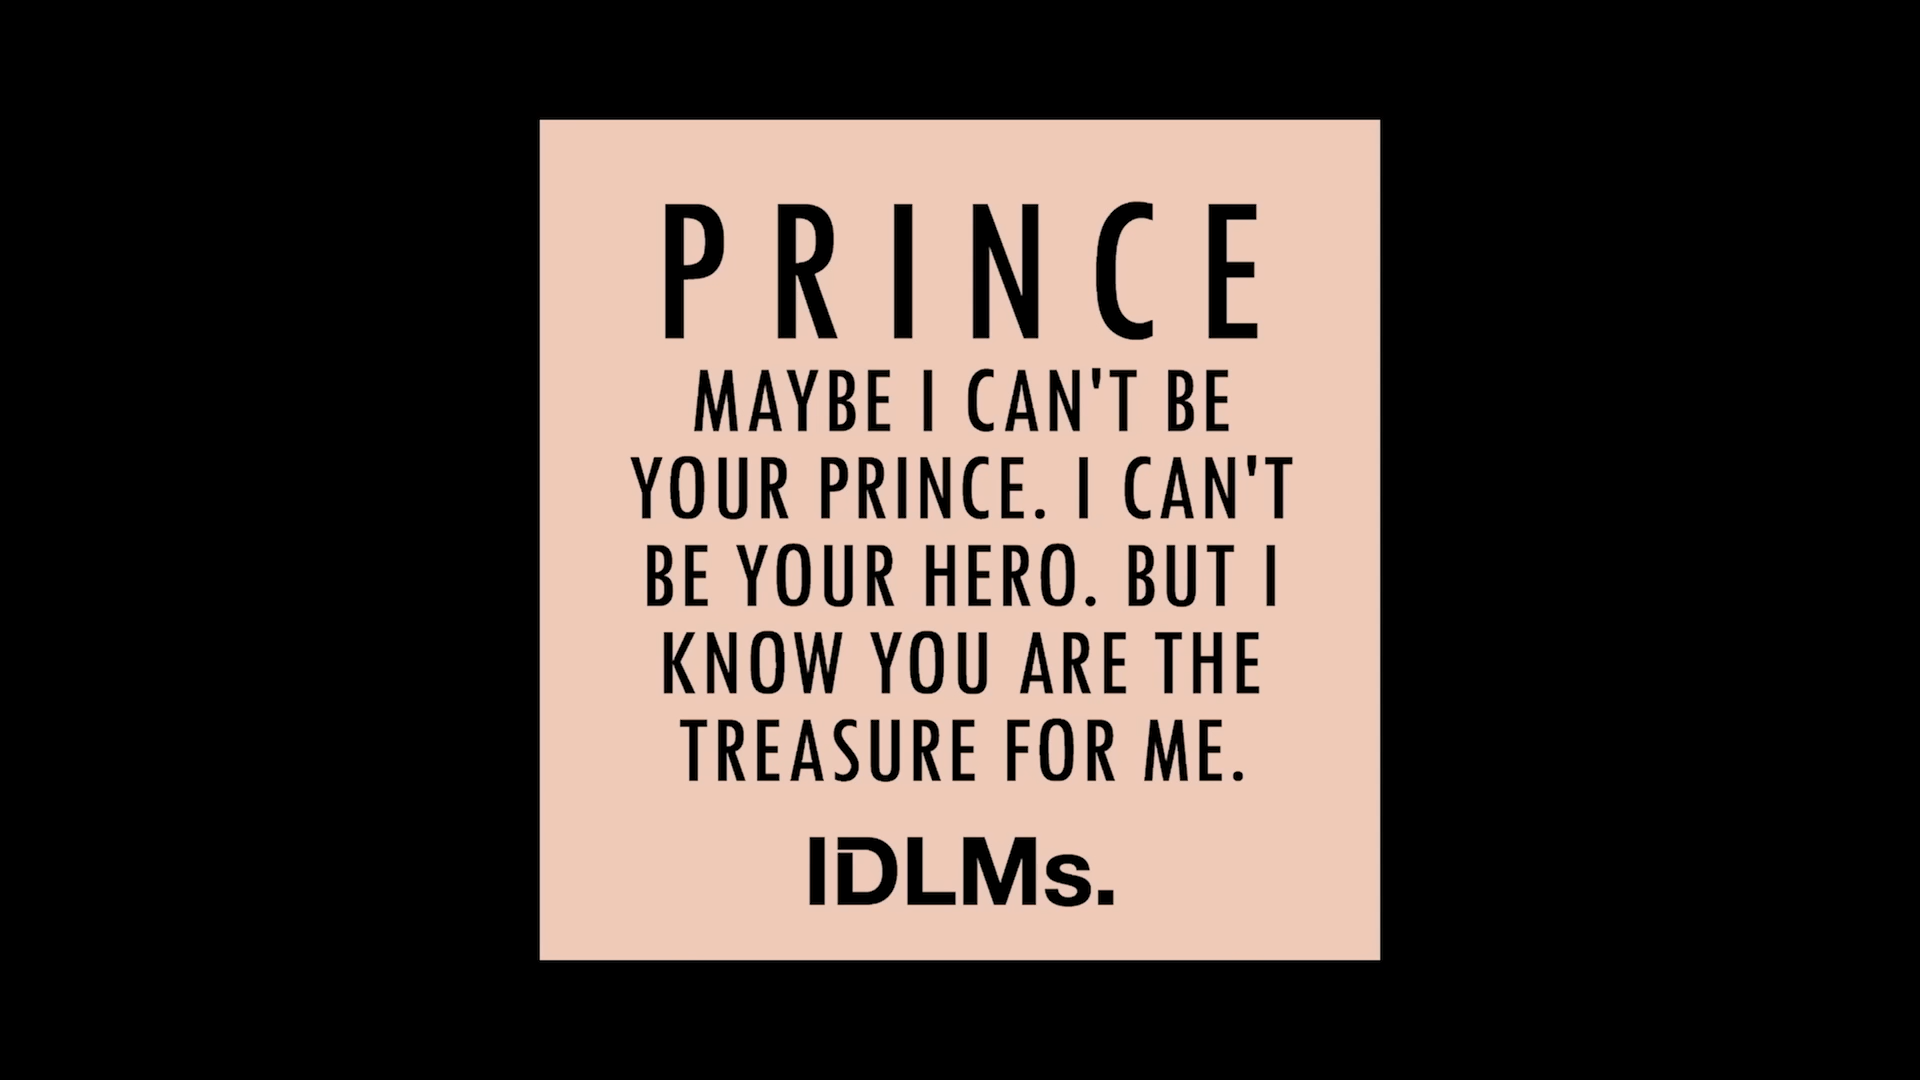 PRINCE
MAYBE I CAN'T BE
YOUR PRINCE. I CAN'T
BE YOUR HERO. BUT I
KNOW YOU ARE THE
TREASURE FOR ME.
IDLMs.